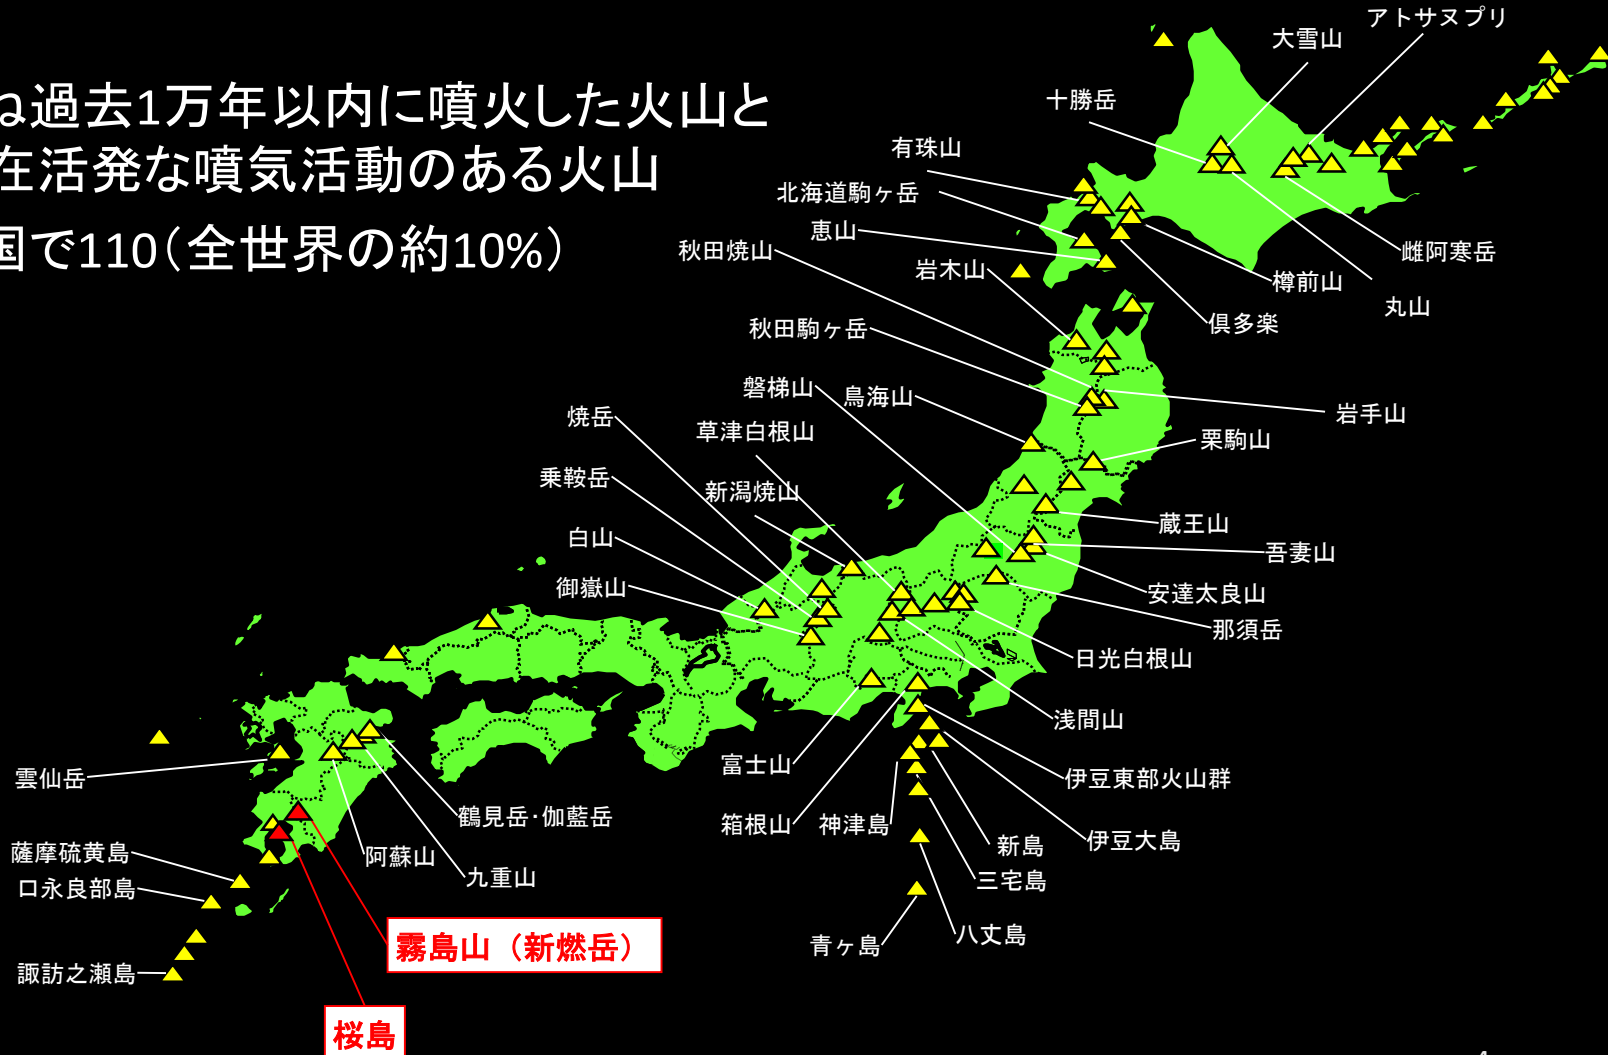 ね過去1万年以内に噴火した火山と
在活発な噴気活動のある火山
国で110（全世界の約10%）
アトサヌプリ
大雪山
十勝岳
有珠山
北海道駒ヶ岳
恵山
秋田焼山
岩木山
雌阿寒岳
樽前山
丸山
倶多楽
秋田駒ヶ岳
磐梯山
鳥海山
岩手山
焼岳
草津白根山
栗駒山
乗鞍岳
新潟焼山
白山
蔵王山
吾妻山
御嶽山
安達太良山
那須岳
日光白根山
浅間山
富士山
伊豆東部火山群
雲仙岳
鶴見岳・伽藍岳
箱根山
神津島
新島
伊豆大島
薩摩硫黄島
阿蘇山
九重山
三宅島
口永良部島
霧島山（新燃岳）
青ヶ島
八丈島
諏訪之瀬島
桜島